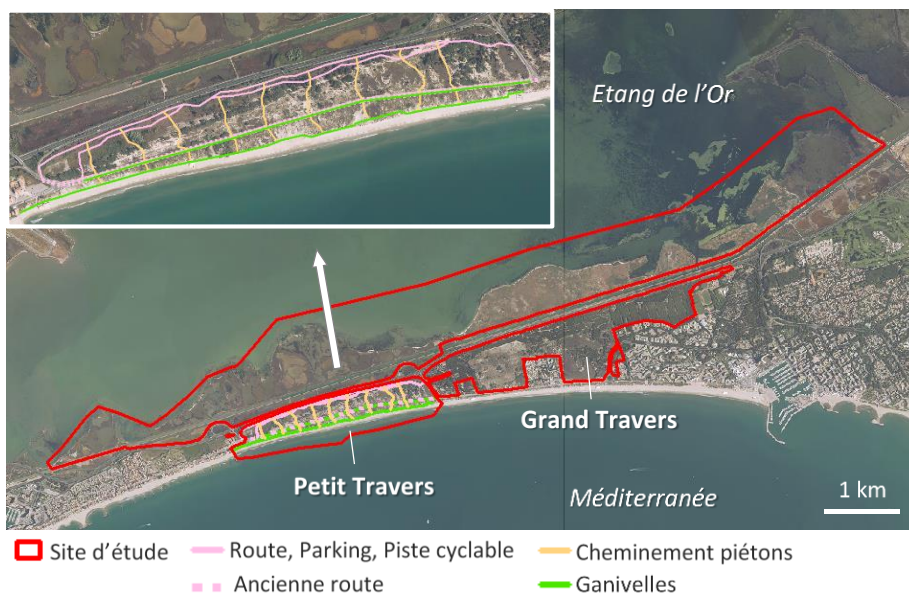 Etang de l'Or
Grand Travers
Petit Travers
Méditerranée
1 km
Site d'étude
Route, Parking, Piste cyclable
Cheminement piétons
Ancienne route
Ganivelles